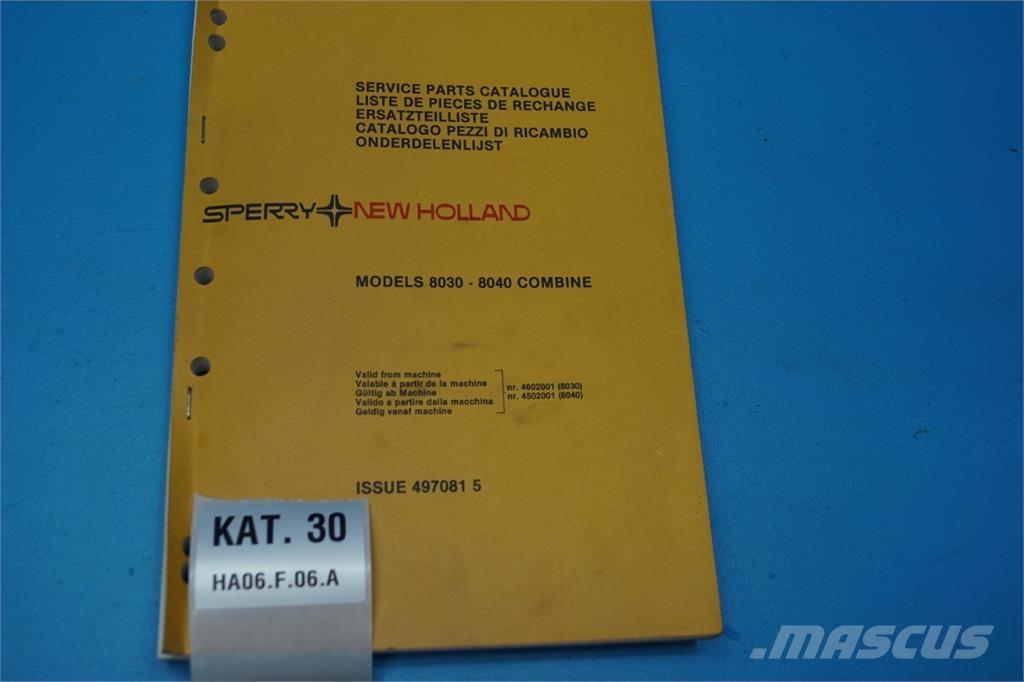 SERVICE PARTS CATALOGUE
LISTE DE PIECES DE RECHANGE
ERSATZTEILLISTE
CATALOGO PEZZI DI RICAMBIO
ONDERDELENLIJST
SPERRY NEW HOLLAND
MODELS 8030 - 8040 COMBINE
Valid from machine
Valable à partir de la machine
Gültig ab Machine
Valido a partire dalla macchina
Geldig vanaf machine
nr. 4602001 (8030)
nr. 4502001 (8040)
ISSUE 497081 5
KAT. 30
HA06.F.06.A
MASCUS